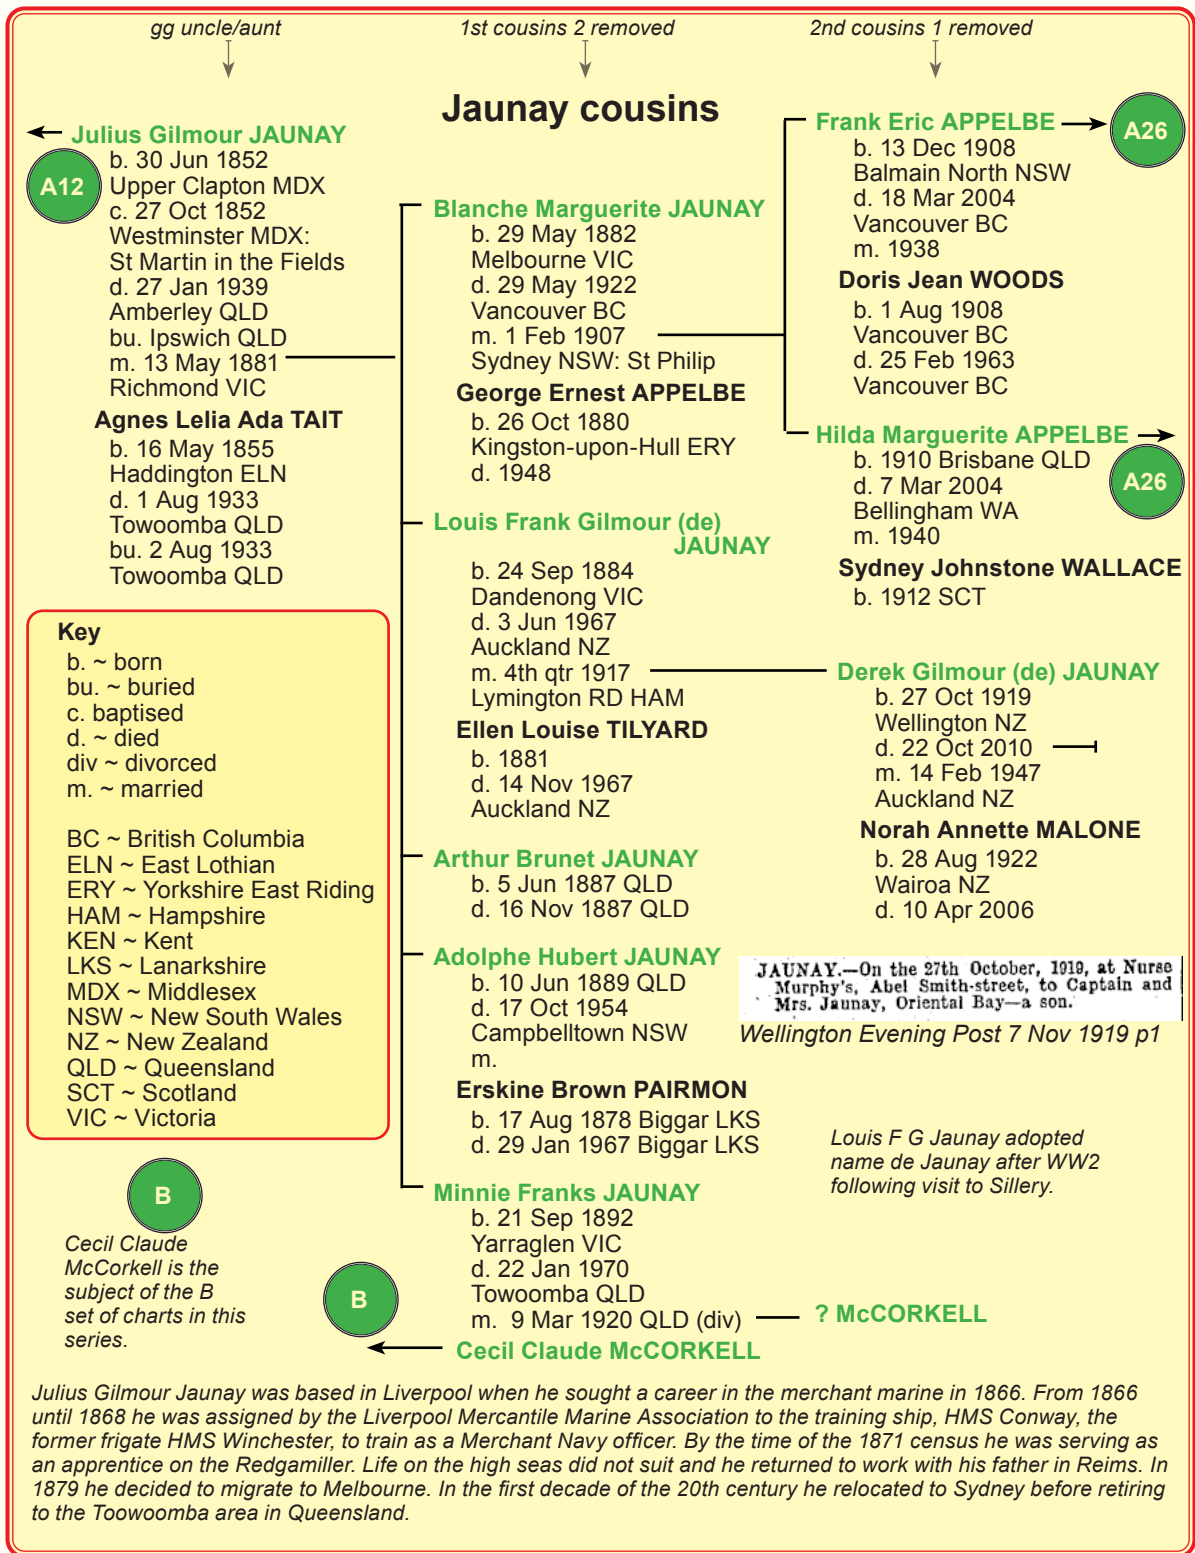 gg uncle/aunt
1st cousins 2 removed
2nd cousins 1 removed
Jaunay cousins
Julius Gilmour JAUNAY
A12
b. 30 Jun 1852
Upper Clapton MDX
c. 27 Oct 1852
Westminster MDX:
St Martin in the Fields
d. 27 Jan 1939
Amberley QLD
bu. Ipswich QLD
m. 13 May 1881
Richmond VIC
Agnes Lelia Ada TAIT
b. 16 May 1855
Haddington ELN
d. 1 Aug 1933
Towoomba QLD
bu. 2 Aug 1933
Towoomba QLD
Key
b. ~ born
bu. ~ buried
c. baptised
d. ~ died
div ~ divorced
m. ~ married
BC ~ British Columbia
ELN ~ East Lothian
ERY ~ Yorkshire East Riding
HAM ~ Hampshire
KEN ~ Kent
LKS ~ Lanarkshire
MDX ~ Middlesex
NSW ~ New South Wales
NZ ~ New Zealand
QLD ~ Queensland
SCT ~ Scotland
VIC ~ Victoria
B
Cecil Claude
McCorkell is the
subject of the B
set of charts in this
series.
Blanche Marguerite JAUNAY
b. 29 May 1882
Melbourne VIC
d. 29 May 1922
Vancouver BC
m. 1 Feb 1907
Sydney NSW: St Philip
George Ernest APPELBE
b. 26 Oct 1880
Kingston-upon-Hull ERY
d. 1948
Louis Frank Gilmour (de)
JAUNAY
b. 24 Sep 1884
Dandenong VIC
d. 3 Jun 1967
Auckland NZ
m. 4th qtr 1917
Lymington RD HAM
Ellen Louise TILYARD
b. 1881
d. 14 Nov 1967
Auckland NZ
Arthur Brunet JAUNAY
b. 5 Jun 1887 QLD
d. 16 Nov 1887 QLD
Adolphe Hubert JAUNAY
b. 10 Jun 1889 QLD
d. 17 Oct 1954
Campbelltown NSW
m.
Erskine Brown PAIRMON
b. 17 Aug 1878 Biggar LKS
d. 29 Jan 1967 Biggar LKS
Minnie Franks JAUNAY
b. 21 Sep 1892
Yarraglen VIC
d. 22 Jan 1970
Towoomba QLD
m. 9 Mar 1920 QLD (div)
B
Cecil Claude McCORKELL
Frank Eric APPELBE
A26
b. 13 Dec 1908
Balmain North NSW
d. 18 Mar 2004
Vancouver BC
m. 1938
Doris Jean WOODS
b. 1 Aug 1908
Vancouver BC
d. 25 Feb 1963
Vancouver BC
Hilda Marguerite APPELBE
A26
b. 1910 Brisbane QLD
d. 7 Mar 2004
Bellingham WA
m. 1940
Sydney Johnstone WALLACE
b. 1912 SCT
Derek Gilmour (de) JAUNAY
b. 27 Oct 1919
Wellington NZ
d. 22 Oct 2010
m. 14 Feb 1947
Auckland NZ
Norah Annette MALONE
b. 28 Aug 1922
Wairoa NZ
d. 10 Apr 2006
JAUNAY.—On the 27th October, 1919, at Nurse
Murphy's, Abel Smith-street, to Captain and
Mrs. Jaunay, Oriental Bay—a son.
Wellington Evening Post 7 Nov 1919 p1
Louis F G Jaunay adopted
name de Jaunay after WW2
following visit to Sillery.
? McCORKELL
Julius Gilmour Jaunay was based in Liverpool when he sought a career in the merchant marine in 1866. From 1866
until 1868 he was assigned by the Liverpool Mercantile Marine Association to the training ship, HMS Conway, the
former frigate HMS Winchester, to train as a Merchant Navy officer. By the time of the 1871 census he was serving as
an apprentice on the Redgamiller. Life on the high seas did not suit and he returned to work with his father in Reims. In
1879 he decided to migrate to Melbourne. In the first decade of the 20th century he relocated to Sydney before retiring
to the Toowoomba area in Queensland.